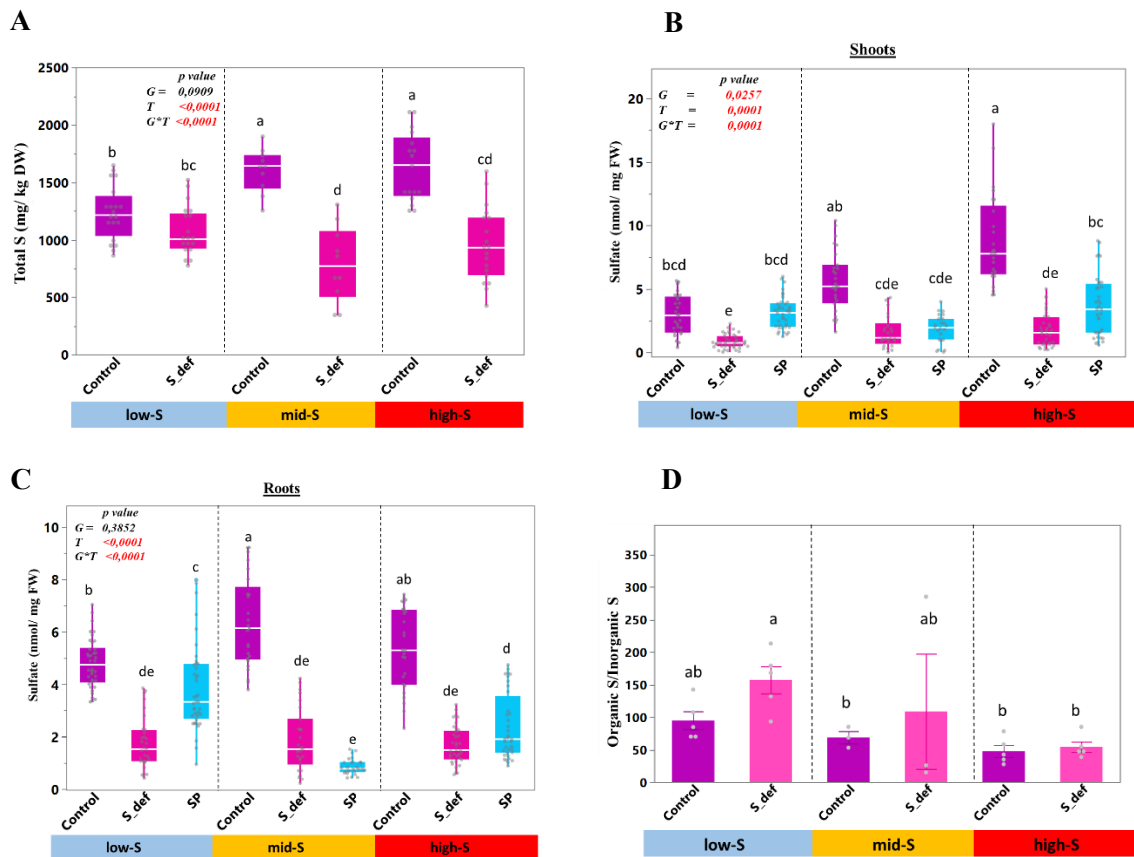 A
p value
G = 0,0909
T <0,0001
G*T <0,0001
Total S (mg/ kg DW)
2500
2000
1500
1000
500
0
b
bc
a
d
a
cd
Control
S_def
Control
S_def
Control
S_def
low-S
mid-S
high-S
B
Shoots
p value
G = 0,0257
T = 0,0001
G*T = 0,0001
Sulfate (nmol/ mg FW)
20
15
10
5
0
bcd
e
bcd
ab
cde
cde
a
de
bc
Control
S_def
SP
Control
S_def
SP
Control
S_def
SP
low-S
mid-S
high-S
C
Roots
p value
G = 0,3852
T <0,0001
G*T <0,0001
Sulfate (nmol/ mg FW)
10
8
6
4
2
0
b
de
c
a
de
e
ab
de
d
Control
S_def
SP
Control
S_def
SP
Control
S_def
SP
low-S
mid-S
high-S
D
Organic S/Inorganic S
350
300
250
200
150
100
50
0
ab
a
b
ab
b
b
Control
S_def
Control
S_def
Control
S_def
low-S
mid-S
high-S